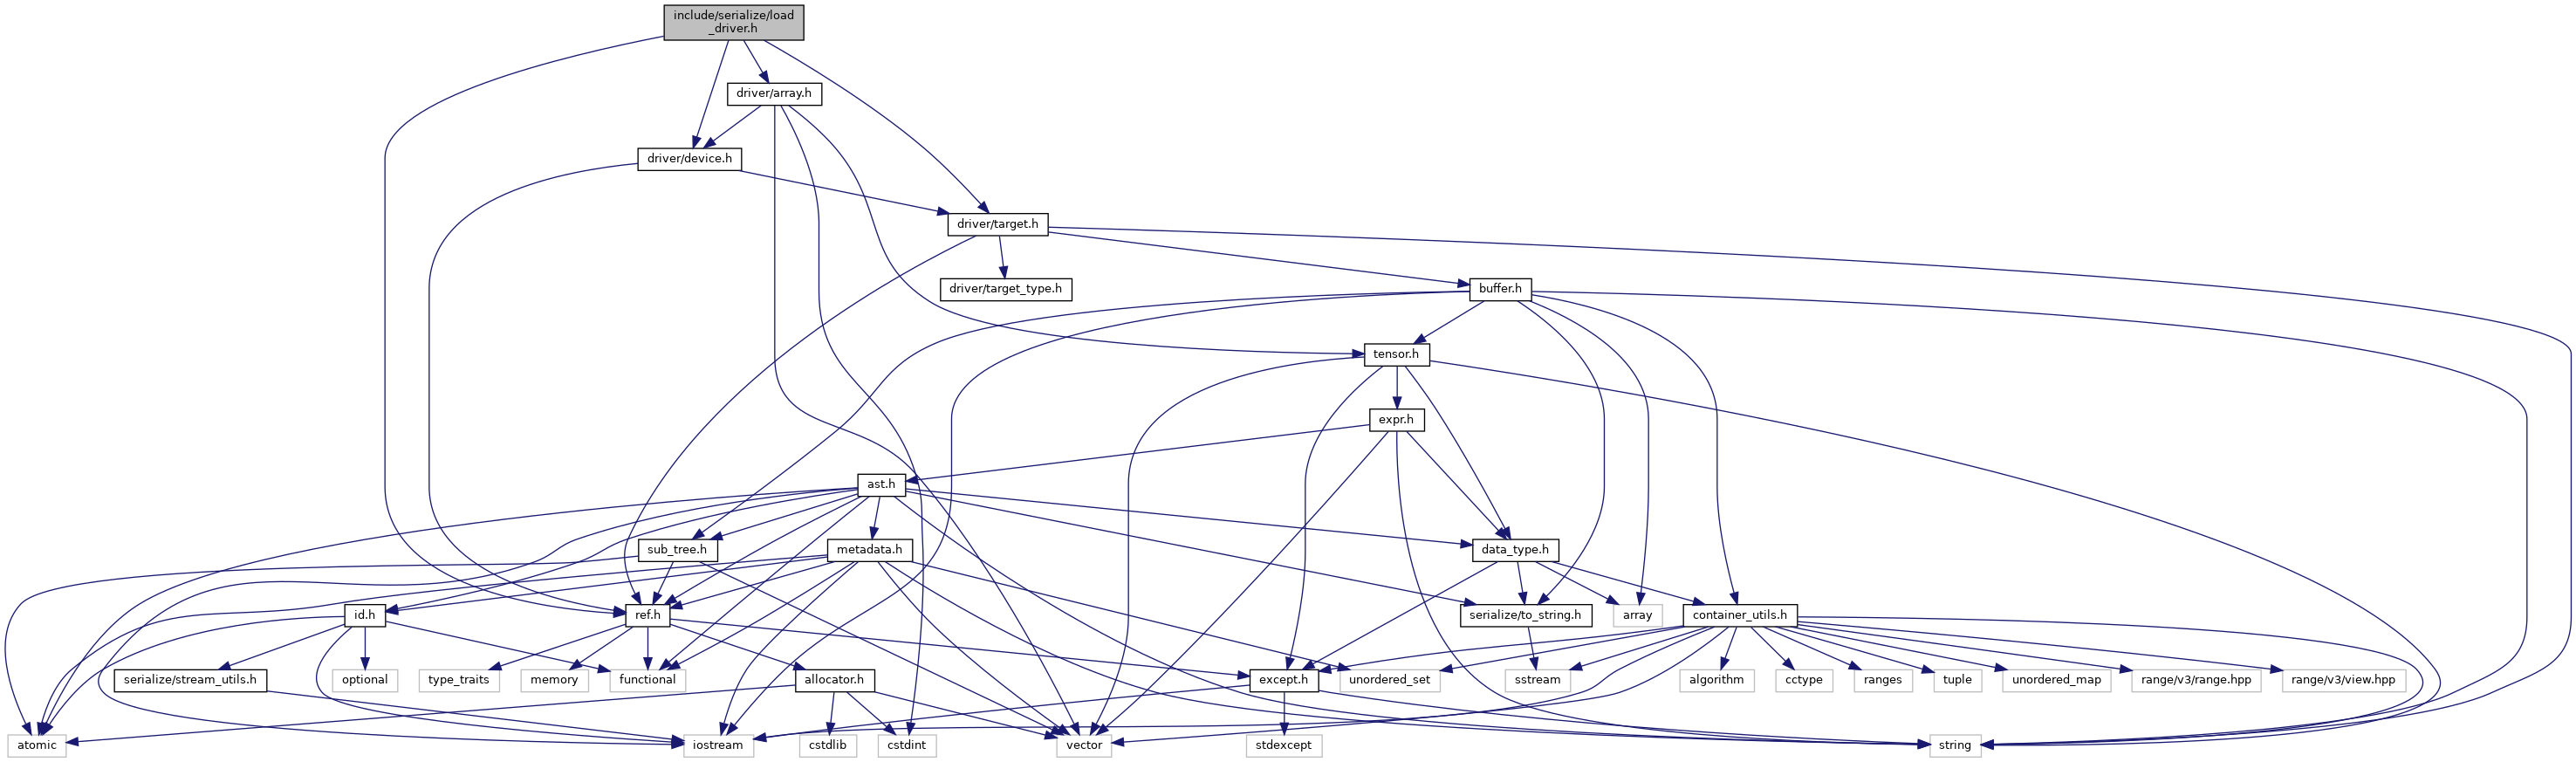 include/serialize/load
_driver.h
driver/array.h
driver/device.h
driver/target.h
driver/target_type.h
buffer.h
tensor.h
expr.h
ast.h
sub_tree.h
metadata.h
data_type.h
id.h
ref.h
serialize/to_string.h
array
container_utils.h
serialize/stream_utils.h
optional
type_traits
memory
functional
allocator.h
except.h
unordered_set
sstream
algorithm
cctype
ranges
tuple
unordered_map
range/v3/range.hpp
range/v3/view.hpp
atomic
iostream
cstdlib
cstdint
vector
stdexcept
string